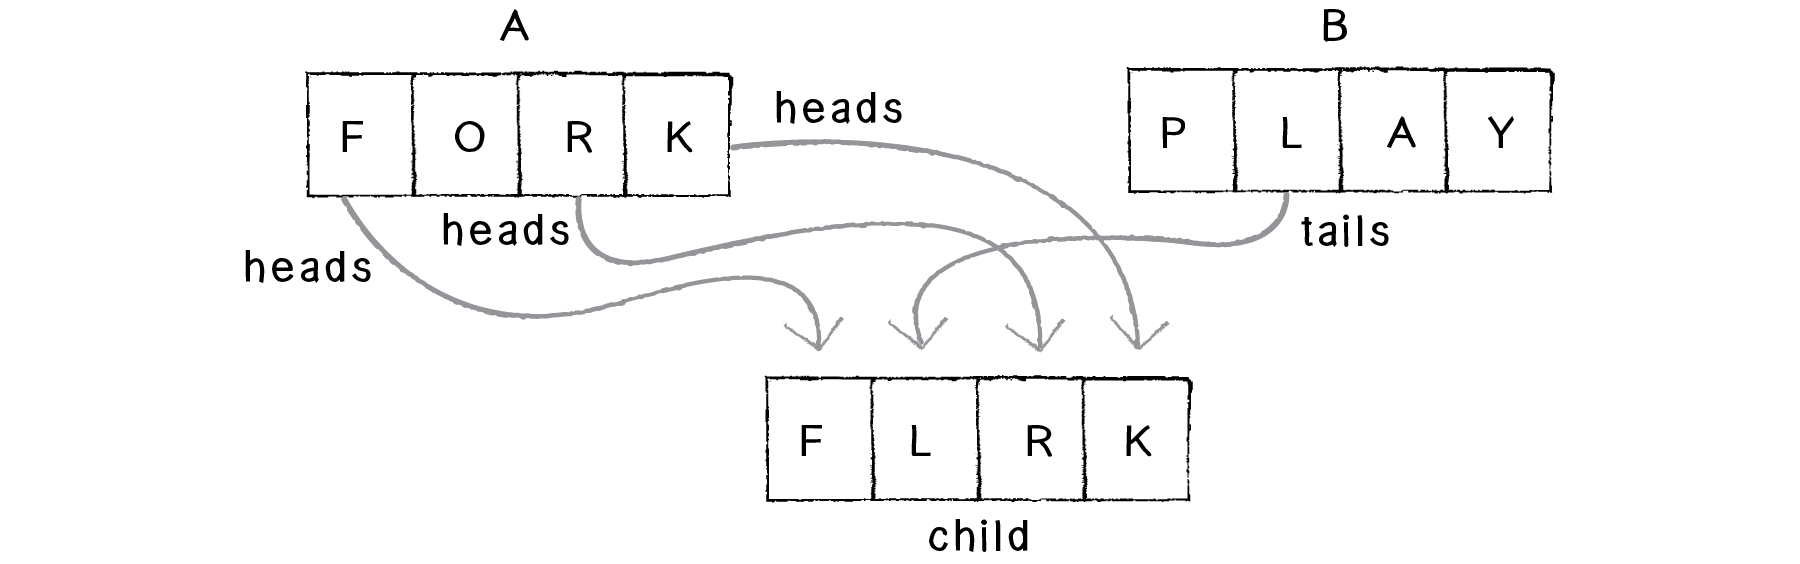 A
B
F O R K
heads
P L A Y
heads
tails
heads
F L R K
child